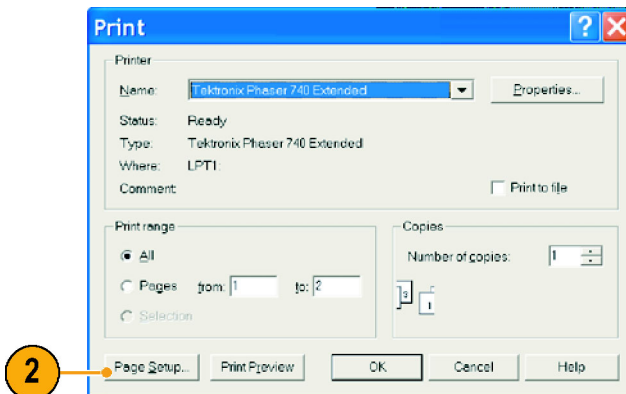 Print
Printer
Name: Tektronix Phaser 740 Extended Properties...
Status: Ready
Type: Tektronix Phaser 740 Extended
Where: LPT1:
Comment: Print to file
Print range
All
Pages from: 1 to: 2
Selection
Copies
Number of copies: 1
3 1
2
Page Setup... Print Preview OK Cancel Help